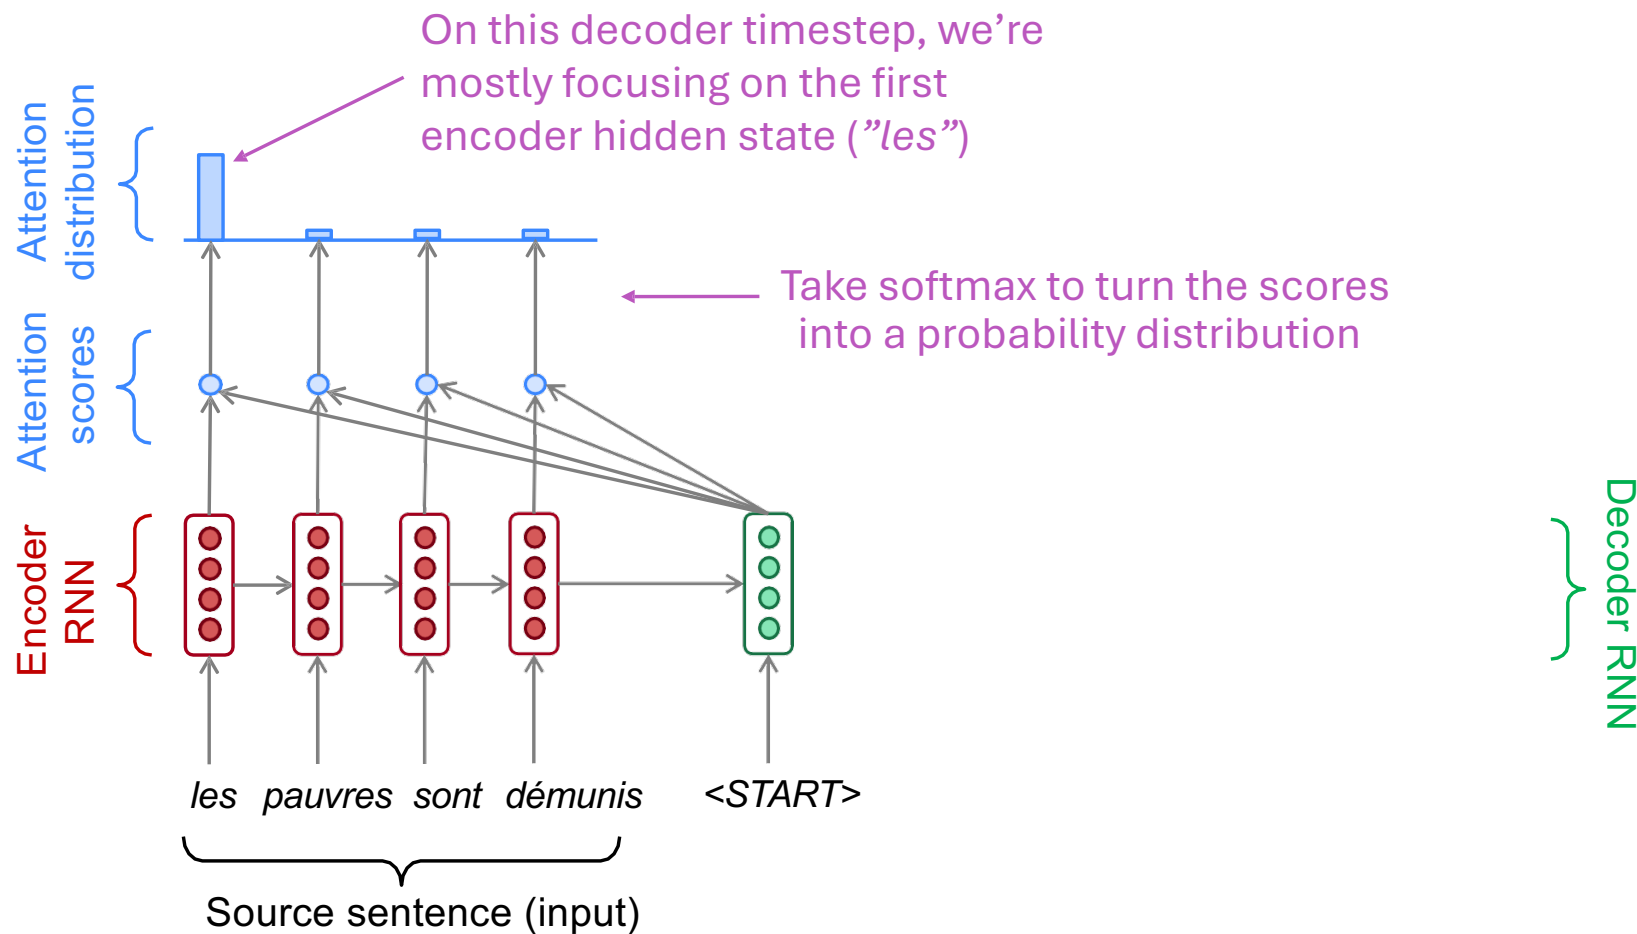 On this decoder timestep, we’re
mostly focusing on the first
encoder hidden state (”les”)
Attention
distribution
Take softmax to turn the scores
into a probability distribution
Attention
scores
Encoder
RNN
Decoder RNN
les pauvres sont démunis <START>
Source sentence (input)